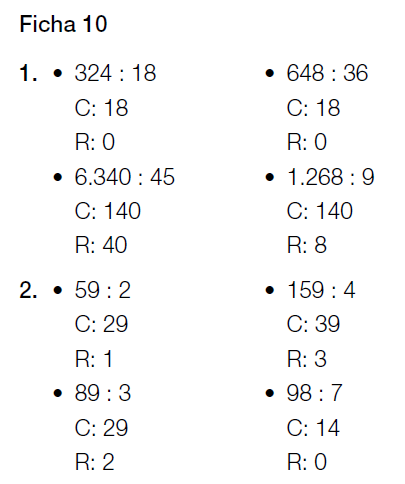 Ficha 10
1. • 324 : 18
C: 18
R: 0
• 648 : 36
C: 18
R: 0
• 6.340 : 45
C: 140
R: 40
• 1.268 : 9
C: 140
R: 8
2. • 59 : 2
C: 29
R: 1
• 159 : 4
C: 39
R: 3
• 89 : 3
C: 29
R: 2
• 98 : 7
C: 14
R: 0